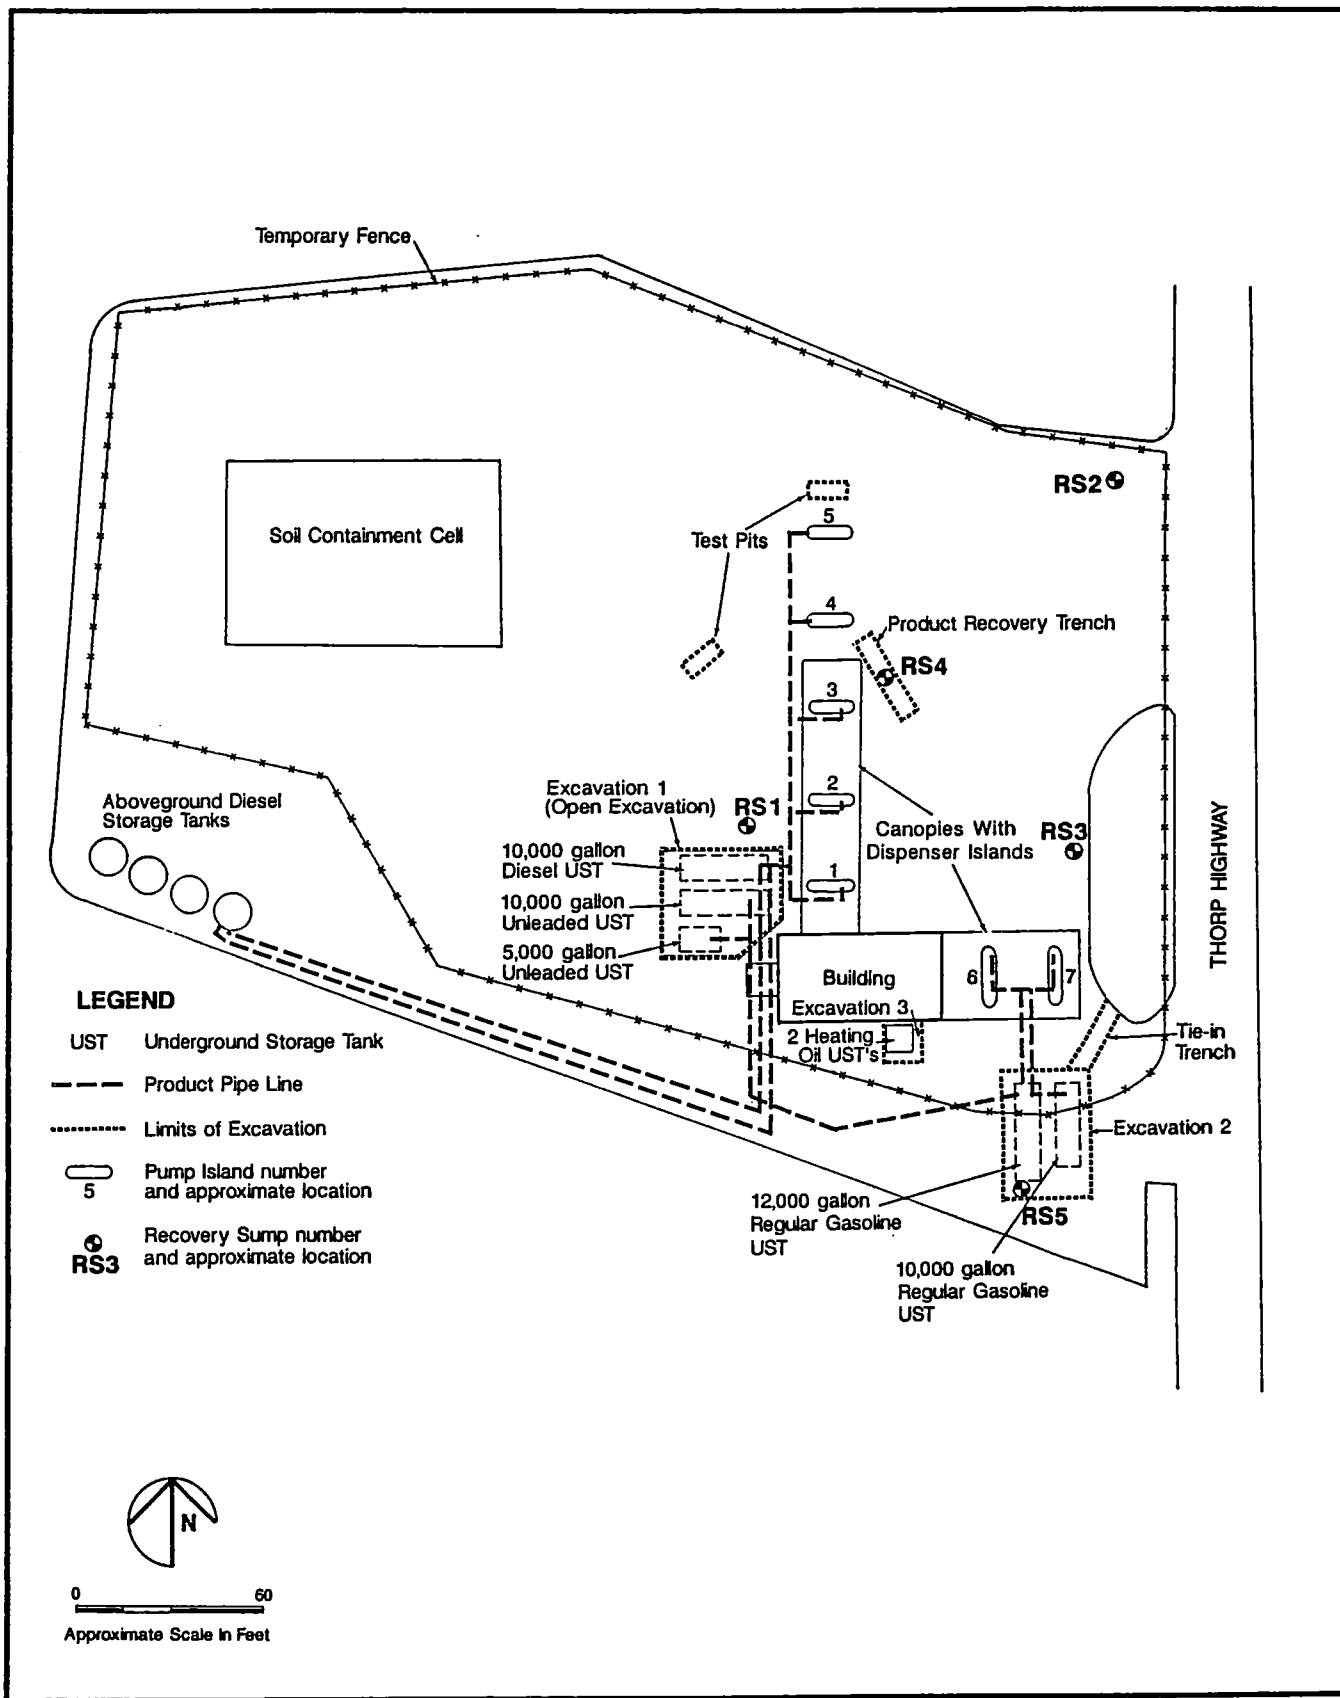 Temporary Fence
RS2
5
Test Pits
Soil Containment Cell
4
Product Recovery Trench
RS4
3
Excavation 1
(Open Excavation)
RS1
2
Aboveground Diesel
Storage Tanks
Canopies With
Dispenser Islands
RS3
THORP HIGHWAY
10,000 gallon
Diesel UST
1
10,000 gallon
Unleaded UST
5,000 gallon
Unleaded UST
Building
6
7
Excavation 3
2 Heating
Oil UST's
Tie-in
Trench
Excavation 2
RS5
12,000 gallon
Regular Gasoline
UST
10,000 gallon
Regular Gasoline
UST
LEGEND
UST Underground Storage Tank
Product Pipe Line
Limits of Excavation
5
Pump Island number
and approximate location
RS3
Recovery Sump number
and approximate location
N
0 60
Approximate Scale in Feet